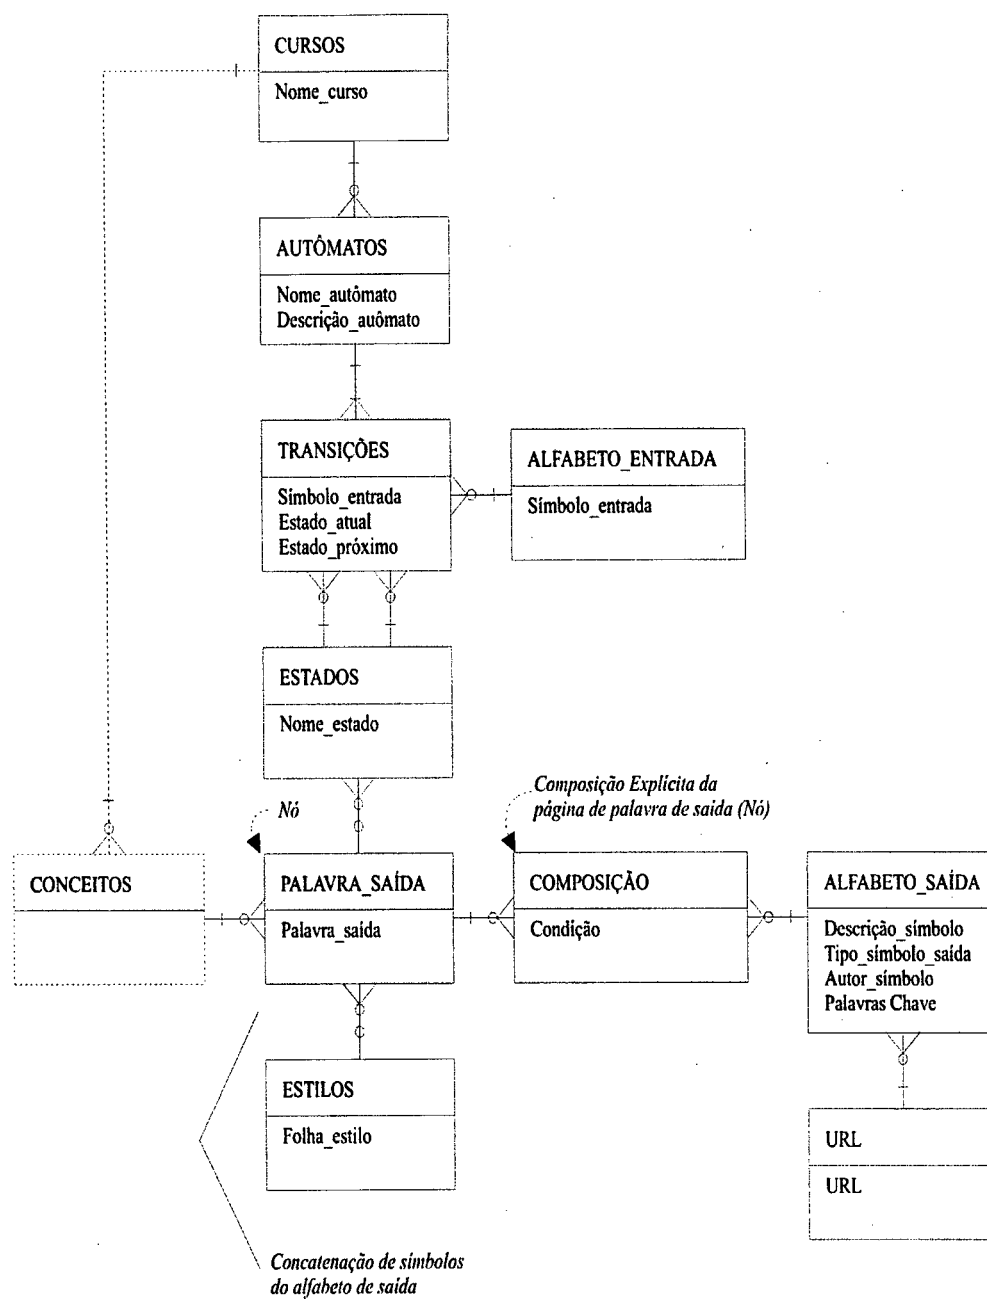 CURSOS
Nome_curso
AUTÔMATOS
Nome_autômato
Descrição_auômato
TRANSIÇÕES
Símbolo_entrada
Estado_atual
Estado_próximo
ALFABETO_ENTRADA
Símbolo_entrada
ESTADOS
Nome_estado
Nó
Composição Explícita da
página de palavra de saída (Nó)
CONCEITOS
PALAVRA_SAÍDA
Palavra_saída
COMPOSIÇÃO
Condição
ALFABETO_SAÍDA
Descrição_símbolo
Tipo_símbolo_saída
Autor_símbolo
Palavras Chave
ESTILOS
Folha_estilo
URL
URL
Concatenação de símbolos
do alfabeto de saída